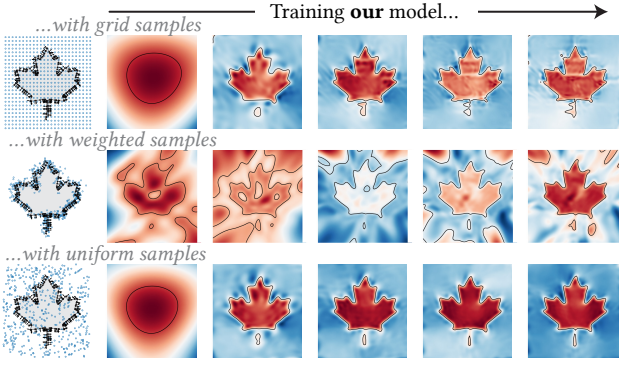 Training our model...
...with grid samples
...with weighted samples
...with uniform samples